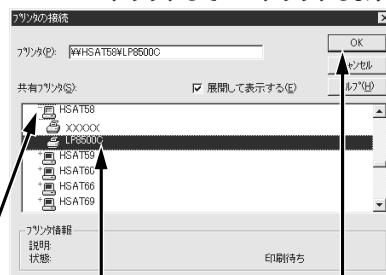 プリンタの接続
プリンタ(P): ¥¥HSAT58¥LP8500C
OK
キャンセル
共有プリンタ(S):
展開して表示する(E)
ヘルプ(H)
HSAT58
XXXXXX
LP8500C
HSAT59
HSAT60
HSAT66
HSAT69
プリンタ情報
説明:
状態:
印刷待ち